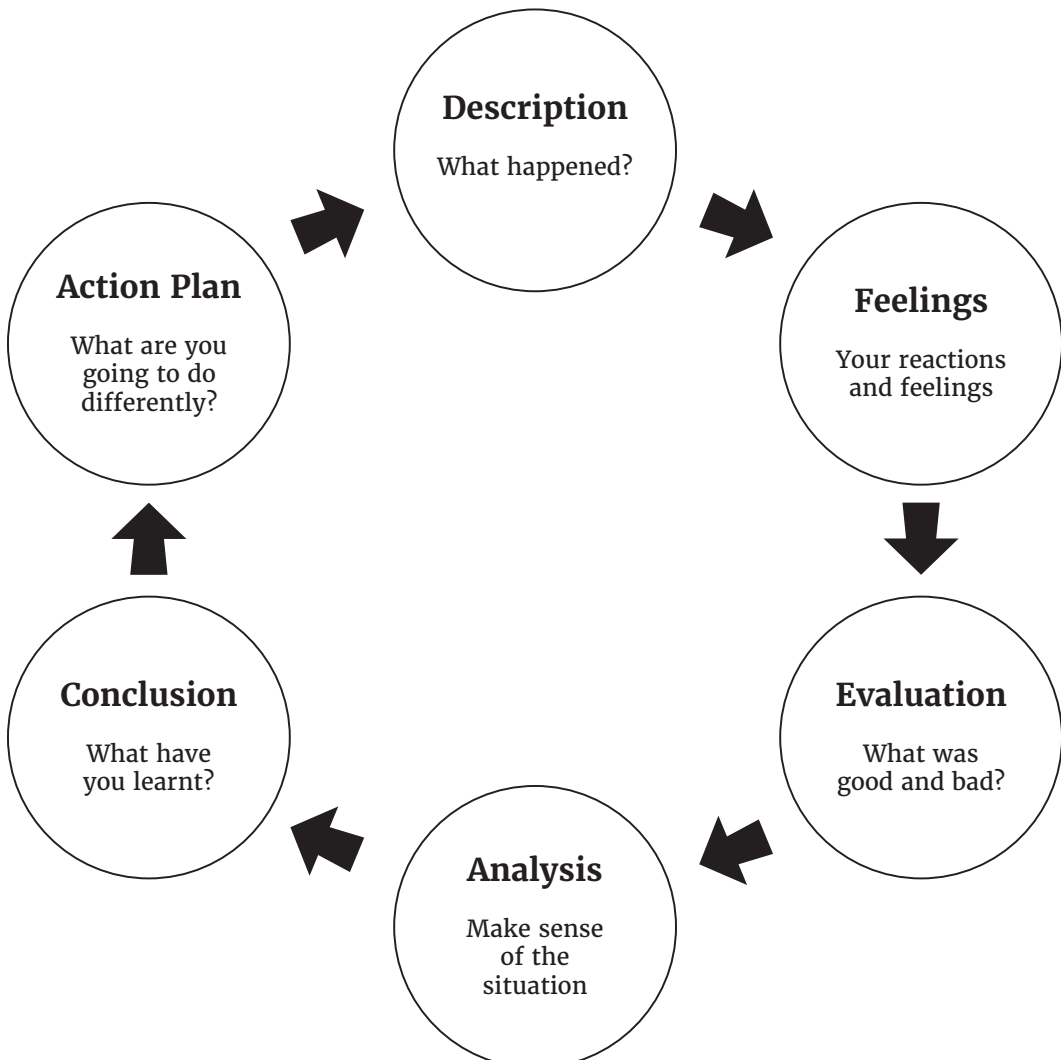 Description
What happened?
Feelings
Your reactions
and feelings
Evaluation
What was
good and bad?
Analysis
Make sense
of the
situation
Conclusion
What have
you learnt?
Action Plan
What are you
going to do
differently?